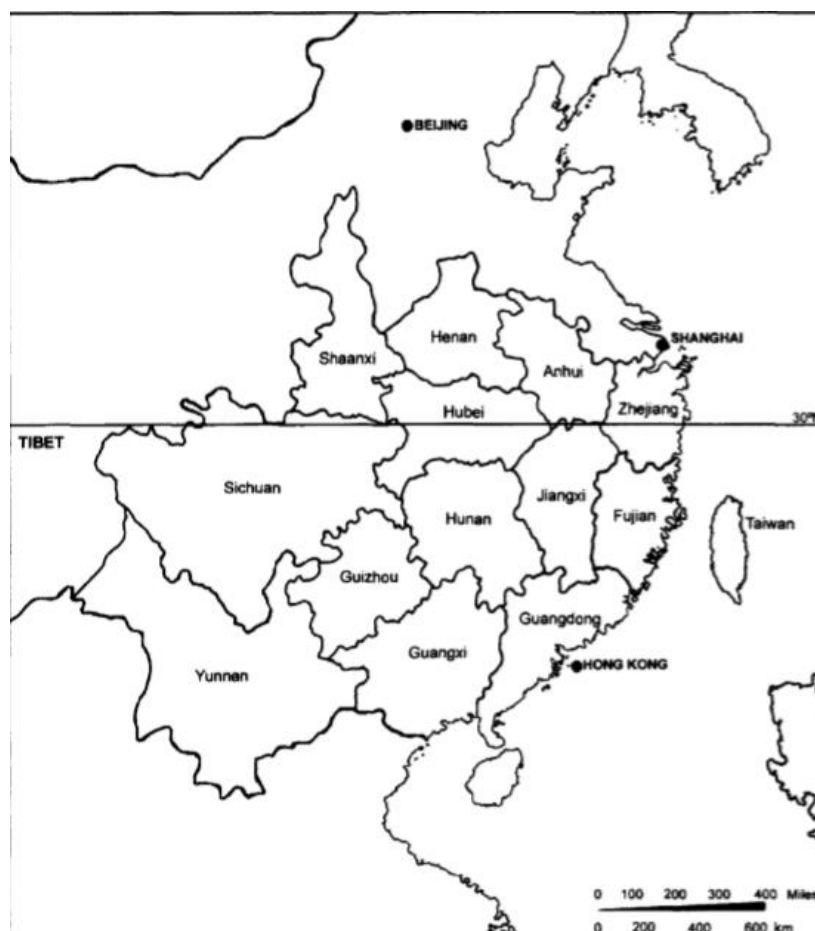 BEIJING
SHANGHAI
Henan
Shaanxi
Anhui
Hubei
Zhejiang
30°
TIBET
Sichuan
Hunan
Jiangxi
Fujian
Taiwan
Guizhou
Guangdong
Guangxi
HONG KONG
Yunnan
0 100 200 300 400 Miles
0 200 400 600 km